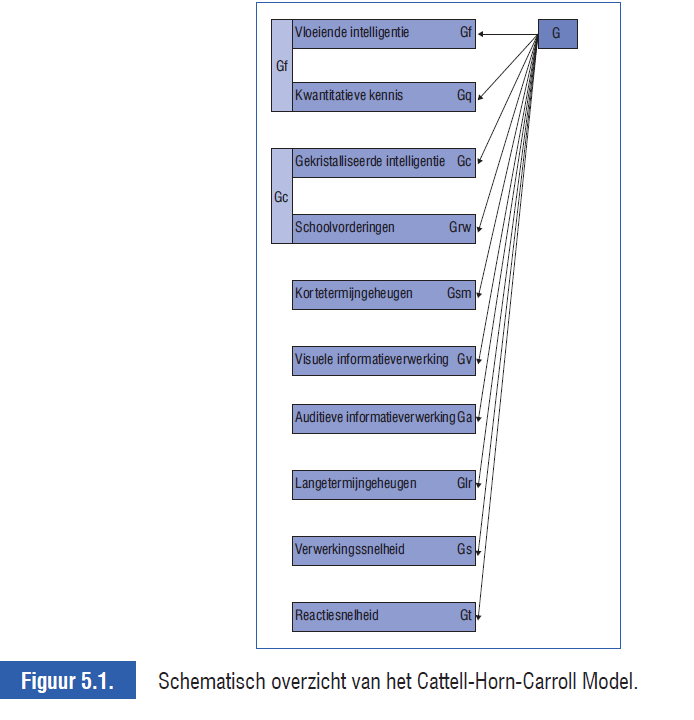 Vloeiende intelligentie Gf G
Gf
Kwantitatieve kennis Gq
Gekristalliseerde intelligentie Gc
Gc
Schoolvorderingen Grw
Kortetermijngeheugen Gsm
Visuele informatieverwerking Gv
Auditieve informatieverwerking Ga
Langetermijngeheugen Glr
Verwerkingssnelheid Gs
Reactiesnelheid Gt
Figuur 5.1. Schematisch overzicht van het Cattell-Horn-Carroll Model.